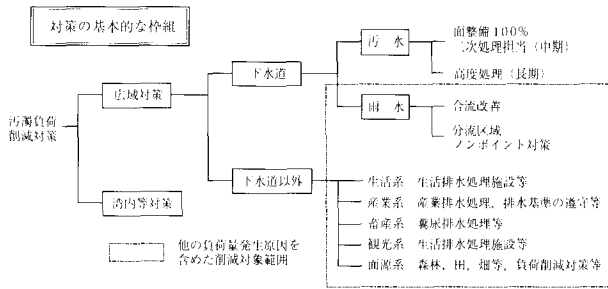 対策の基本的な枠組
汚濁負荷
削減対策
広域対策
湾内等対策
下水道
下水道以外
汚水
雨水
面整備100%
二次処理担当（中期）
高度処理（長期）
合流改善
分流区域
ノンポイント対策
生活系 生活排水処理施設等
産業系 産業排水処理，排水基準の遵守等
畜産系 糞尿排水処理等
観光系 生活排水処理施設等
面源系 森林，田，畑等，負荷削減対策等
他の負荷量発生原因を
含めた削減対象範囲